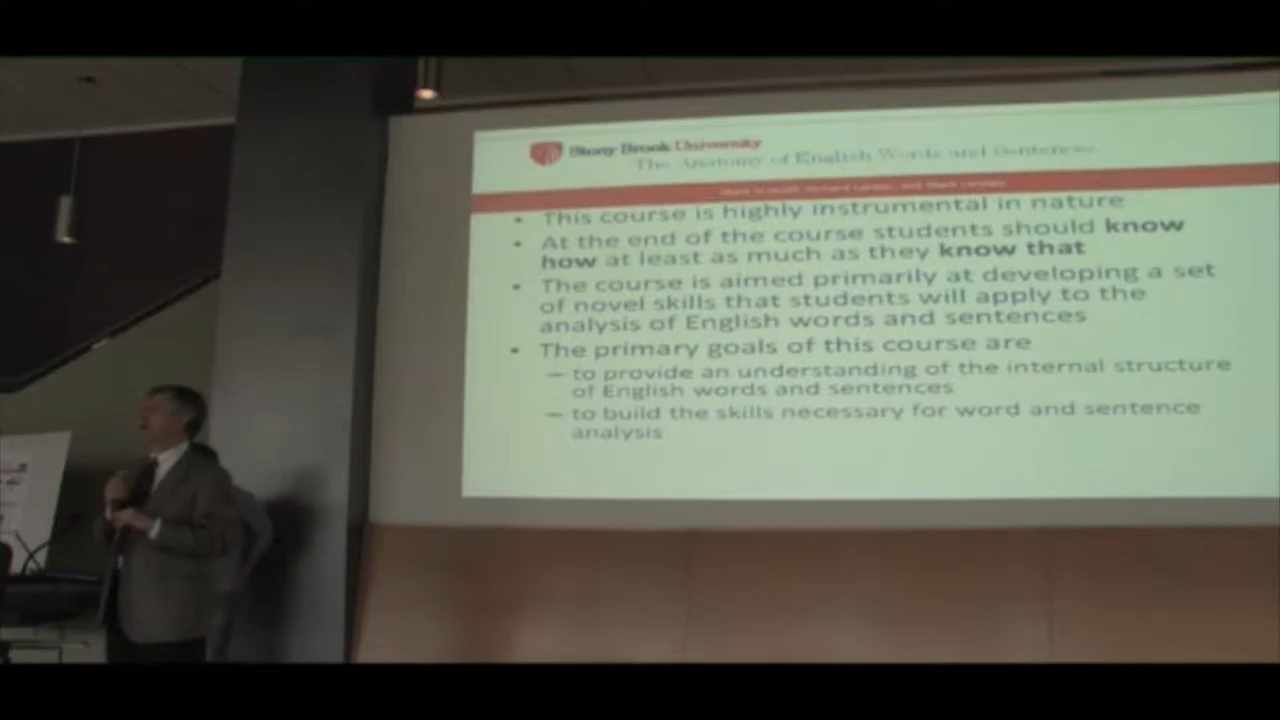 Stony Brook University
The Anatomy of English Words and Sentences
This course is highly instrumental in nature
At the end of the course students should know
how at least as much as they know that
The course is aimed primarily at developing a set
of novel skills that students will apply to the
analysis of English words and sentences
The primary goals of this course are
– to provide an understanding of the internal structure
of English words and sentences
– to build the skills necessary for word and sentence
analysis